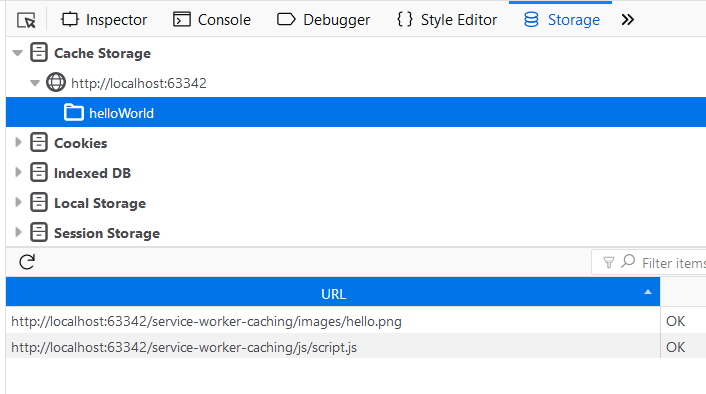 Inspector Console Debugger Style Editor Storage
Cache Storage
http://localhost:63342
helloWorld
Cookies
Indexed DB
Local Storage
Session Storage
Filter items
URL
http://localhost:63342/service-worker-caching/images/hello.png OK
http://localhost:63342/service-worker-caching/js/script.js OK